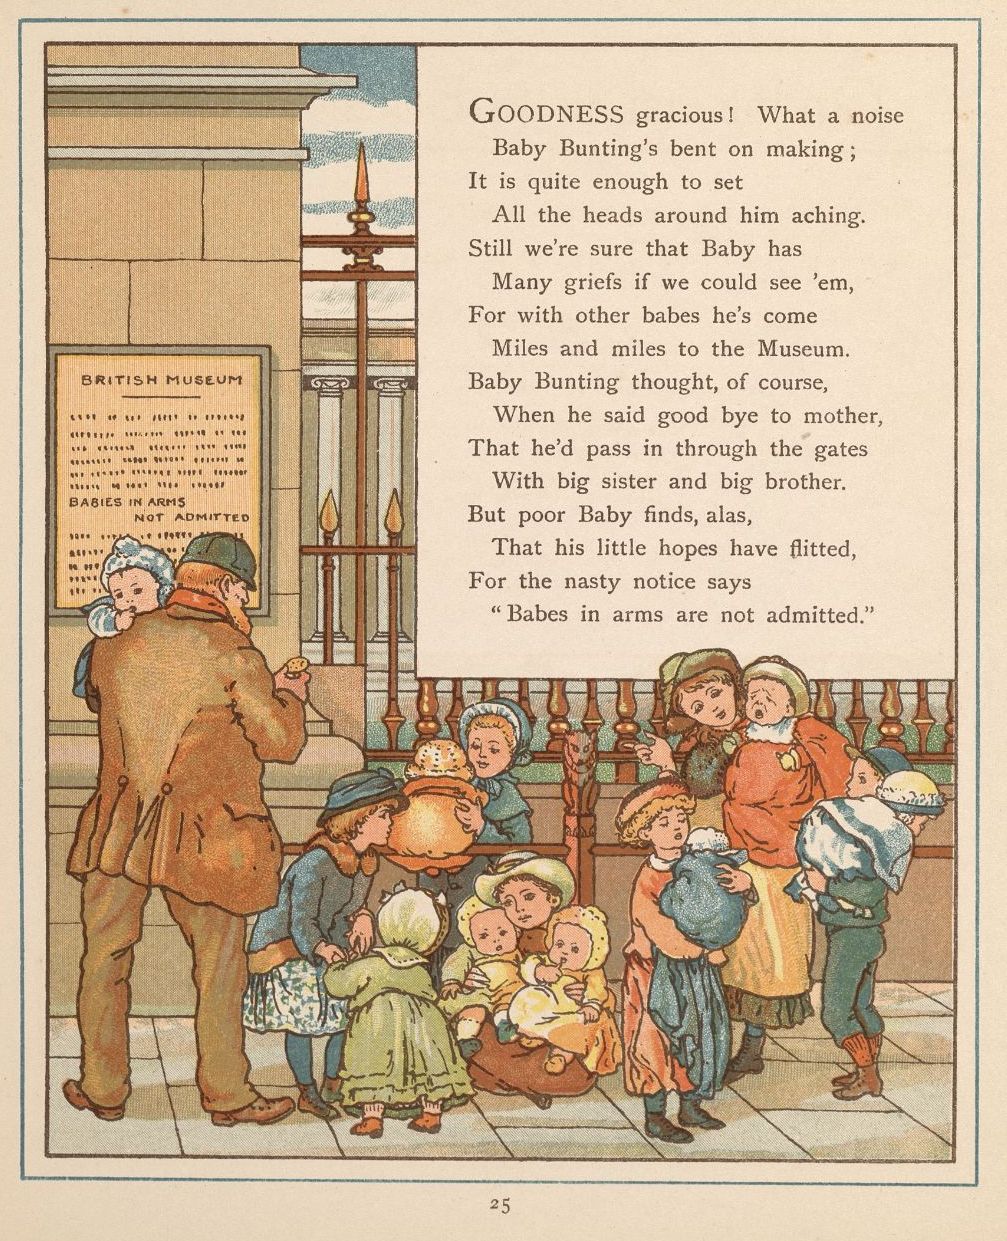 GOODNESS gracious! What a noise
Baby Bunting's bent on making;
It is quite enough to set
All the heads around him aching.
Still we're sure that Baby has
Many griefs if we could see 'em,
For with other babes he's come
Miles and miles to the Museum.
Baby Bunting thought, of course,
When he said good bye to mother,
That he'd pass in through the gates
With big sister and big brother.
But poor Baby finds, alas,
That his little hopes have flitted,
For the nasty notice says
"Babes in arms are not admitted."
BRITISH MUSEUM
BABIES IN ARMS
NOT ADMITTED
25